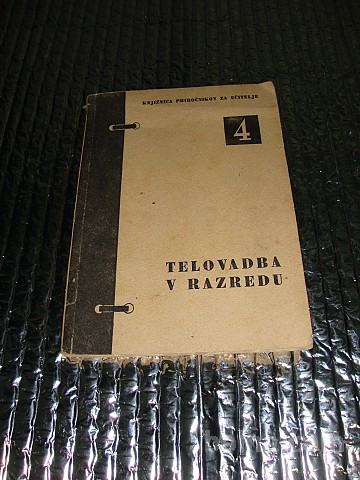 KNJIŽNICA PRIROČNIKOV ZA UČITELJE
4
TELOVADBA
V RAZREDU